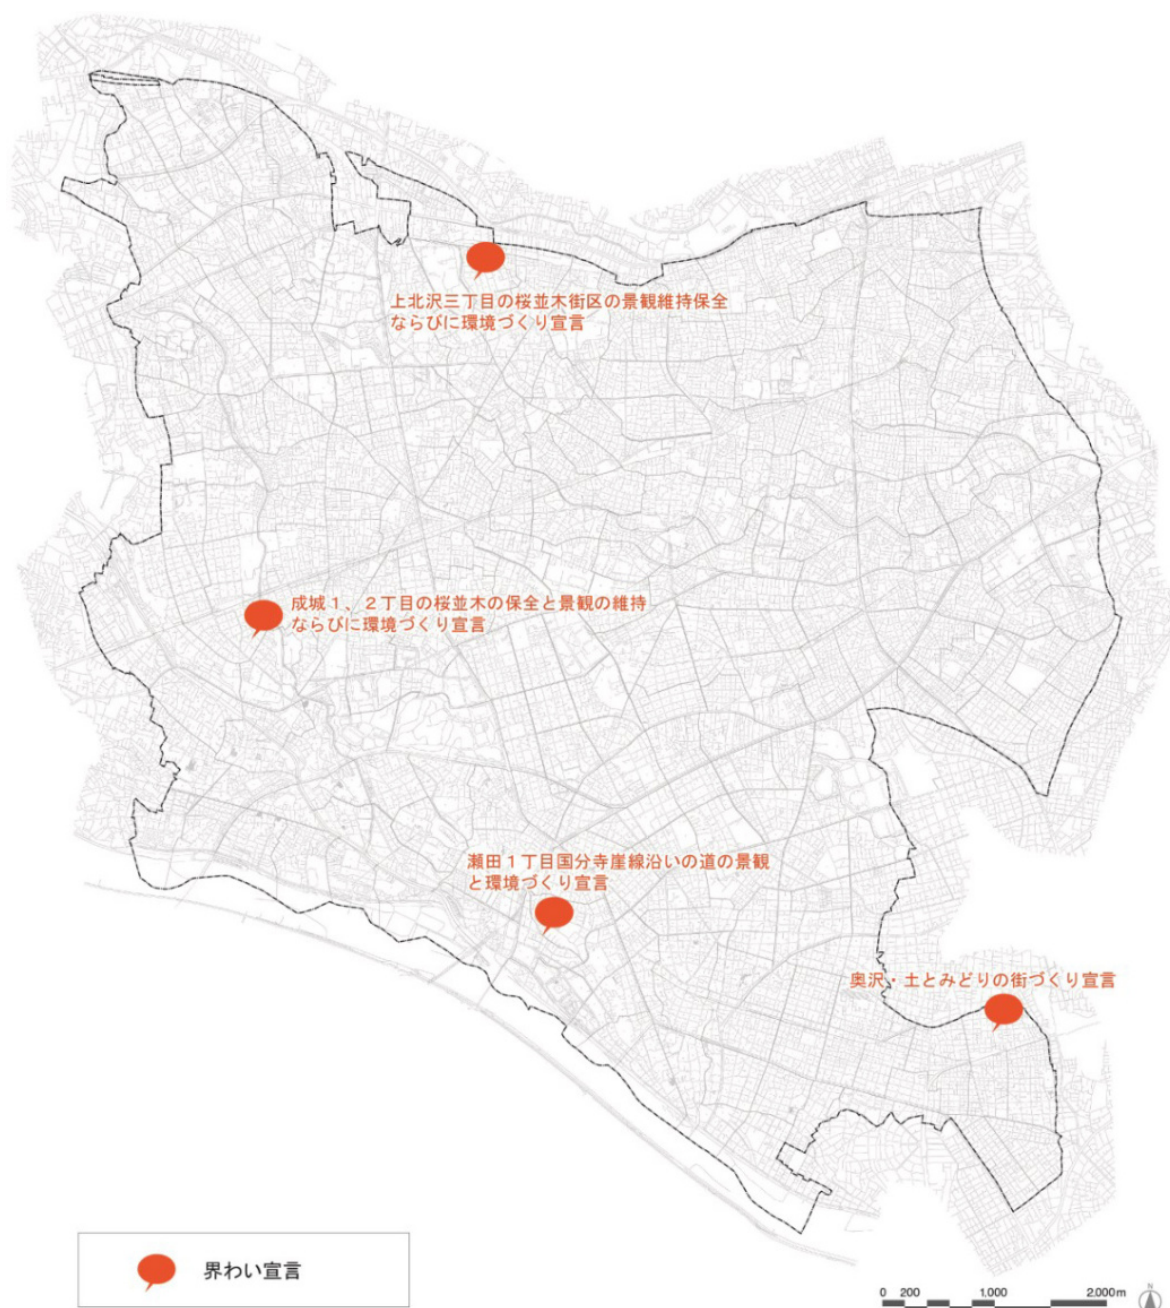 上北沢三丁目の桜並木街区の景観維持保全
ならびに環境づくり宣言
成城１、２丁目の桜並木の保全と景観の維持
ならびに環境づくり宣言
瀬田１丁目国分寺崖線沿いの道の景観
と環境づくり宣言
奥沢・土とみどりの街づくり宣言
界わい宣言
0 200 1,000 2,000m
N